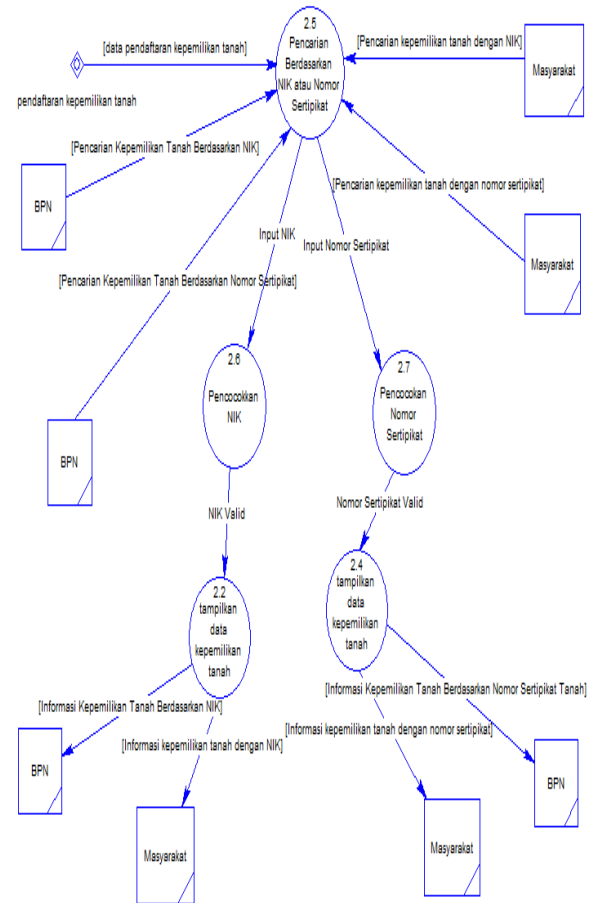 2.5
Pencarian
Berdasarkan
NIK atau Nomor
Sertipikat
[data pendaftaran kepemilikan tanah]
[Pencarian kepemilikan tanah dengan NIK]
Masyarakat
pendaftaran kepemilikan tanah
[Pencarian Kepemilikan Tanah Berdasarkan NIK]
BPN
[Pencarian kepemilikan tanah dengan nomor sertipikat]
Masyarakat
Input NIK
Input Nomor Sertipikat
[Pencarian Kepemilikan Tanah Berdasarkan Nomor Sertipikat]
2.6
Pencocokkan
NIK
2.7
Pencocokan
Nomor
Sertipikat
BPN
NIK Valid
Nomor Sertipikat Valid
2.2
tampilkan
data
kepemilikan
tanah
2.4
tampilkan
data
kepemilikan
tanah
[Informasi Kepemilikan Tanah Berdasarkan NIK]
[Informasi Kepemilikan Tanah Berdasarkan Nomor Sertipikat Tanah]
[Informasi kepemilikan tanah dengan NIK]
[Informasi kepemilikan tanah dengan nomor sertipikat]
BPN
BPN
Masyarakat
Masyarakat